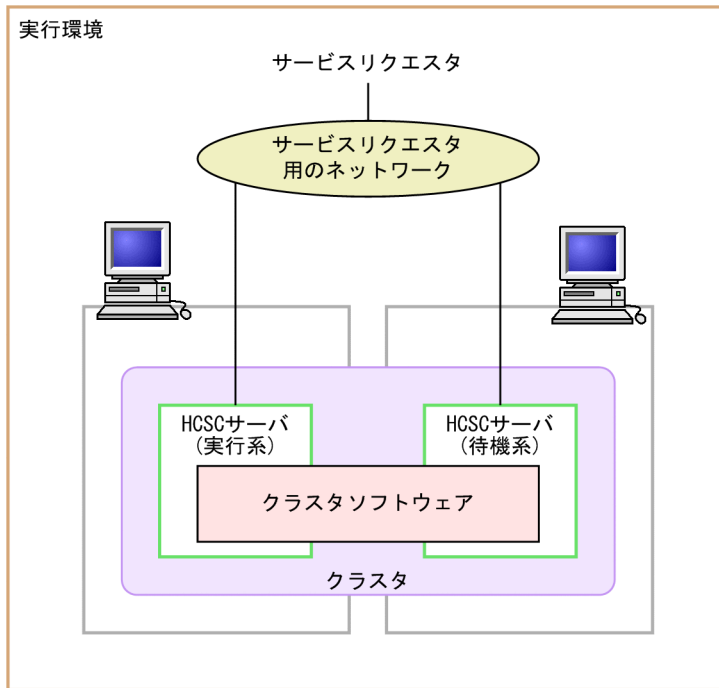 実行環境
サービスリクエスタ
サービスリクエスタ
用のネットワーク
HCSCサーバ
(実行系)
HCSCサーバ
(待機系)
クラスタソフトウェア
クラスタ